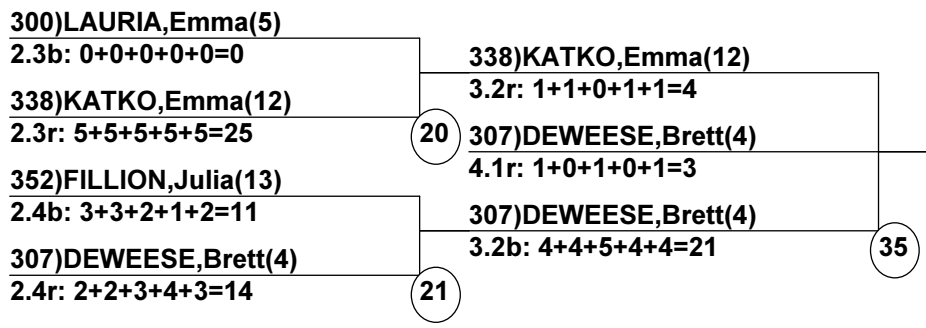 300)LAURIA,Emma(5)
2.3b: 0+0+0+0+0=0
338)KATKO,Emma(12)
2.3r: 5+5+5+5+5=25
20
352)FILLION,Julia(13)
2.4b: 3+3+2+1+2=11
307)DEWEESE,Brett(4)
2.4r: 2+2+3+4+3=14
21
338)KATKO,Emma(12)
3.2r: 1+1+0+1+1=4
307)DEWEESE,Brett(4)
4.1r: 1+0+1+0+1=3
307)DEWEESE,Brett(4)
3.2b: 4+4+5+4+4=21
35